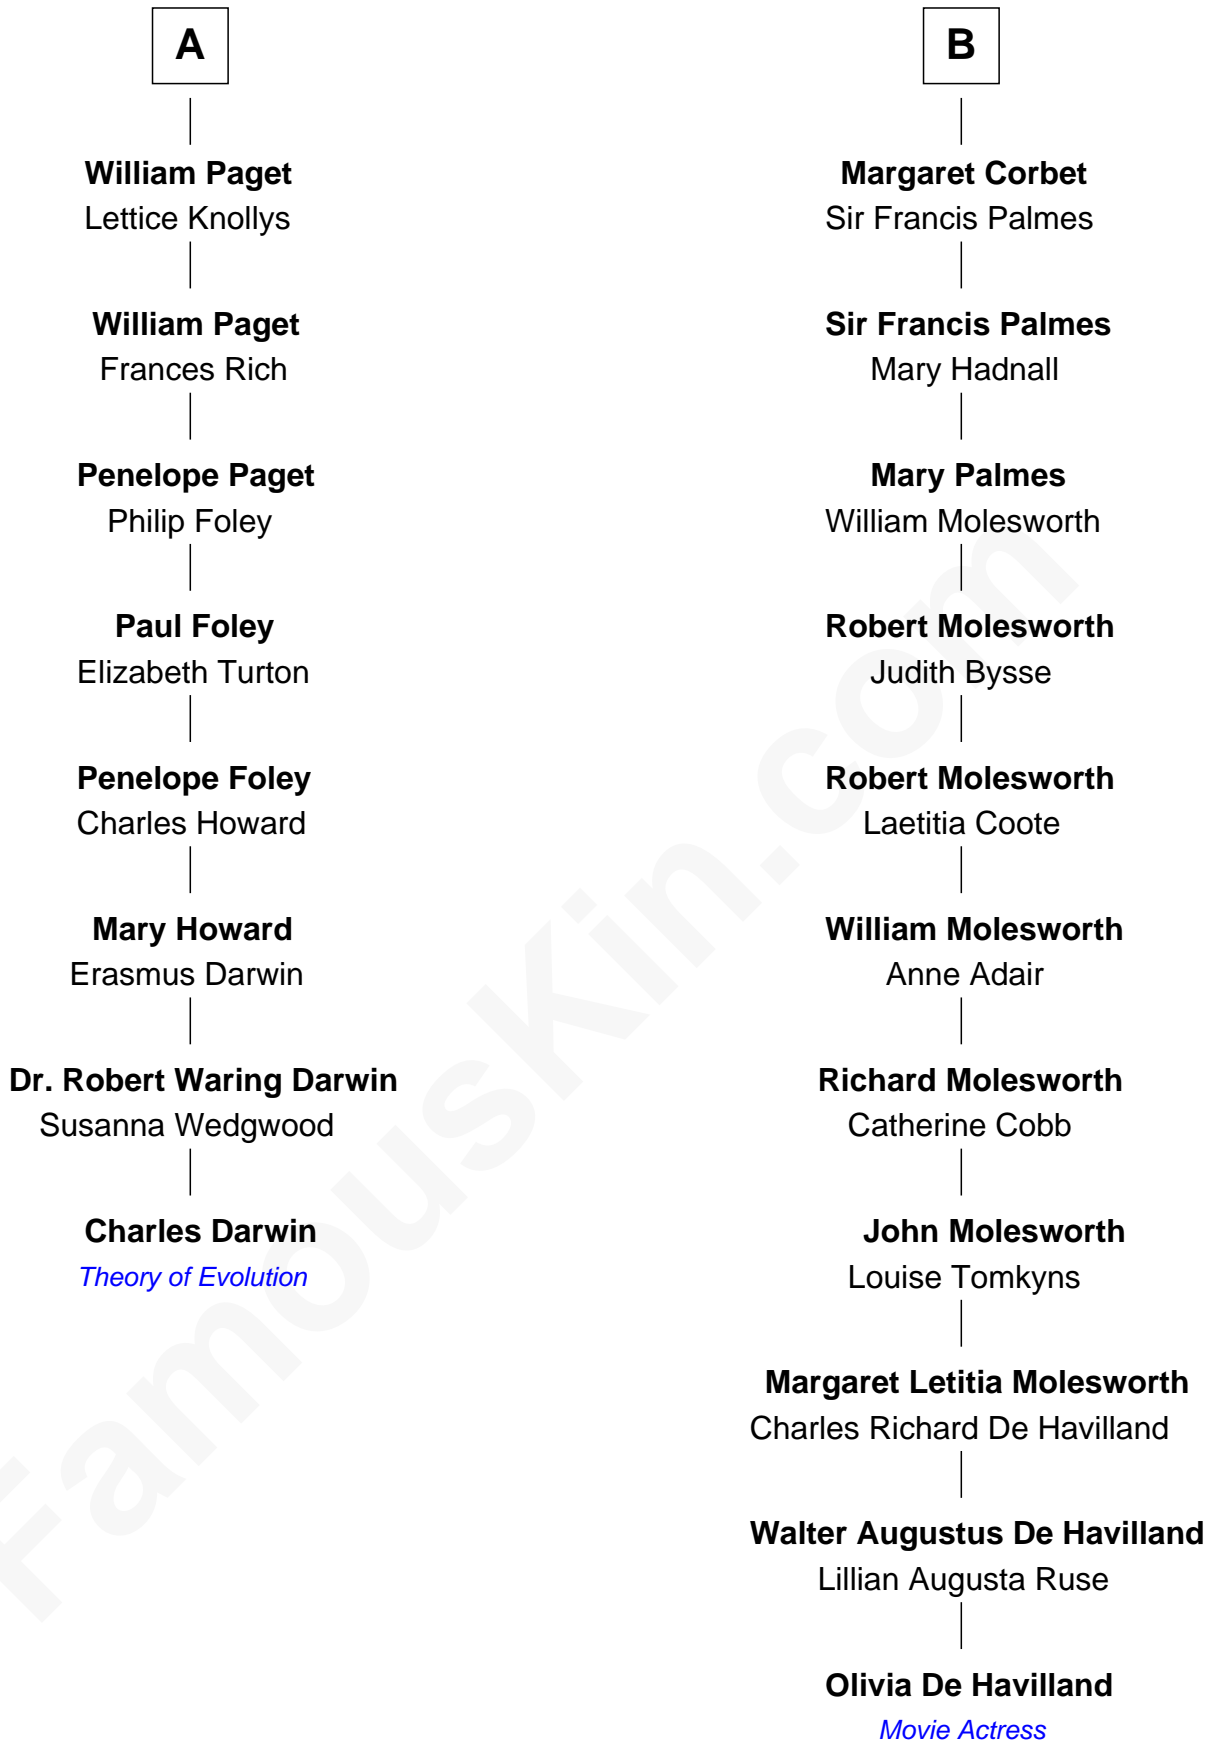 A
William Paget
Lettice Knollys
William Paget
Frances Rich
Penelope Paget
Philip Foley
Paul Foley
Elizabeth Turton
Penelope Foley
Charles Howard
Mary Howard
Erasmus Darwin
Dr. Robert Waring Darwin
Susanna Wedgwood
Charles Darwin
Theory of Evolution
B
Margaret Corbet
Sir Francis Palmes
Sir Francis Palmes
Mary Hadnall
Mary Palmes
William Molesworth
Robert Molesworth
Judith Bysse
Robert Molesworth
Laetitia Coote
William Molesworth
Anne Adair
Richard Molesworth
Catherine Cobb
John Molesworth
Louise Tomkyns
Margaret Letitia Molesworth
Charles Richard De Havilland
Walter Augustus De Havilland
Lillian Augusta Ruse
Olivia De Havilland
Movie Actress
FamousKin.com